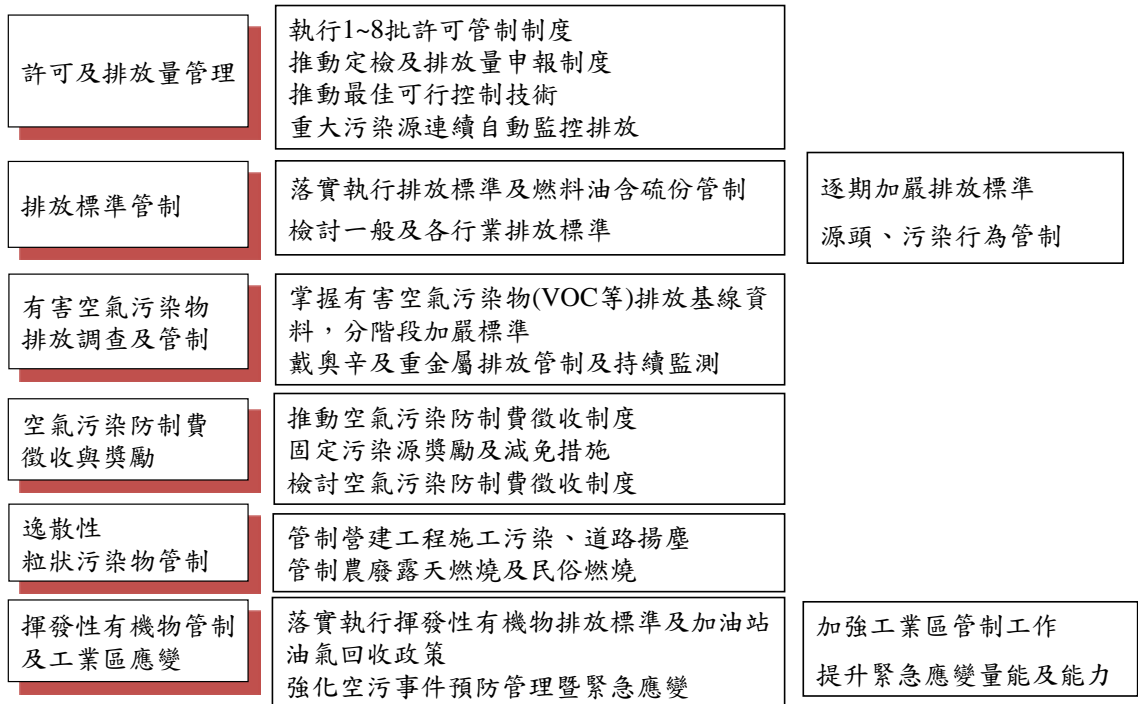 許可及排放量管理
執行1~8批許可管制制度
推動定檢及排放量申報制度
推動最佳可行控制技術
重大污染源連續自動監控排放
排放標準管制
落實執行排放標準及燃料油含硫份管制
檢討一般及各行業排放標準
逐期加嚴排放標準
源頭、污染行為管制
有害空氣污染物
排放調查及管制
掌握有害空氣污染物(VOC等)排放基線資
料，分階段加嚴標準
戴奧辛及重金屬排放管制及持續監測
空氣污染防制費
徵收與獎勵
推動空氣污染防制費徵收制度
固定污染源獎勵及減免措施
檢討空氣污染防制費徵收制度
逸散性
粒狀污染物管制
管制營建工程施工污染、道路揚塵
管制農廢露天燃燒及民俗燃燒
揮發性有機物管制
及工業區應變
落實執行揮發性有機物排放標準及加油站
油氣回收政策
強化空污事件預防管理暨緊急應變
加強工業區管制工作
提升緊急應變量能及能力